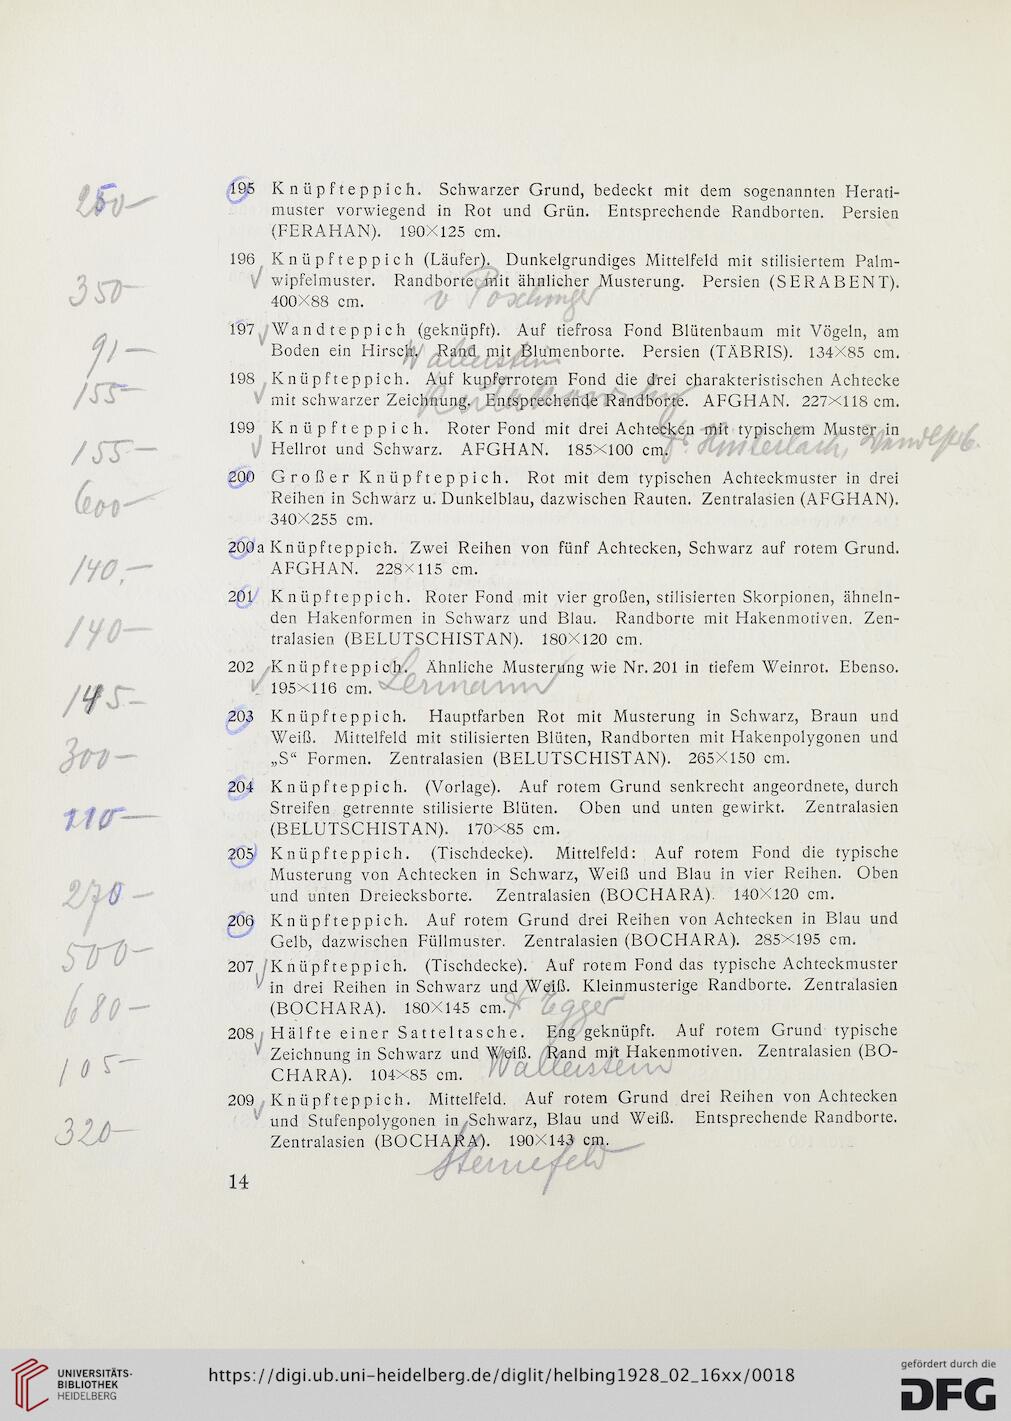 250-
195 Knüpfteppich. Schwarzer Grund, bedeckt mit dem sogenannten Herati-
muster vorwiegend in Rot und Grün. Entsprechende Randborten. Persien
(FERAHAN). 190×125 cm.
196 Knüpfteppich (Läufer). Dunkelgrundiges Mittelfeld mit stilisiertem Palm-
350- wipfelmuster. Randborte mit ähnlicher Musterung. Persien (SERABENT).
400×88 cm. v Poschinger
197 Wandteppich (geknüpft). Auf tiefrosa Fond Blütenbaum mit Vögeln, am
91- Boden ein Hirsch. Rand mit Blumenborte. Persien (TÄBRIS). 134×85 cm.
Wallerstein
198 Knüpfteppich. Auf kupferrotem Fond die drei charakteristischen Achtecke
155- mit schwarzer Zeichnung. Entsprechende Randborte. AFGHAN. 227×118 cm.
199 Knüpfteppich. Roter Fond mit drei Achtecken mit typischem Muster in
155- Hellrot und Schwarz. AFGHAN. 185×100 cm.
200 Großer Knüpfteppich. Rot mit dem typischen Achteckmuster in drei
600- Reihen in Schwarz u. Dunkelblau, dazwischen Rauten. Zentralasien (AFGHAN).
340×255 cm.
200a Knüpfteppich. Zwei Reihen von fünf Achtecken, Schwarz auf rotem Grund.
140.- AFGHAN. 228×115 cm.
201 Knüpfteppich. Roter Fond mit vier großen, stilisierten Skorpionen, ähneln-
den Hakenformen in Schwarz und Blau. Randborte mit Hakenmotiven. Zen-
140- tralasien (BELUTSCHISTAN). 180×120 cm.
202 Knüpfteppich. Ähnliche Musterung wie Nr. 201 in tiefem Weinrot. Ebenso.
145- 195×116 cm. Lermann
203 Knüpfteppich. Hauptfarben Rot mit Musterung in Schwarz, Braun und
Weiß. Mittelfeld mit stilisierten Blüten, Randborten mit Hakenpolygonen und
300- „S“ Formen. Zentralasien (BELUTSCHISTAN). 265×150 cm.
204 Knüpfteppich. (Vorlage). Auf rotem Grund senkrecht angeordnete, durch
110- Streifen getrennte stilisierte Blüten. Oben und unten gewirkt. Zentralasien
(BELUTSCHISTAN). 170×85 cm.
205 Knüpfteppich. (Tischdecke). Mittelfeld: Auf rotem Fond die typische
Musterung von Achtecken in Schwarz, Weiß und Blau in vier Reihen. Oben
270- und unten Dreiecksborte. Zentralasien (BOCHARA). 140×120 cm.
206 Knüpfteppich. Auf rotem Grund drei Reihen von Achtecken in Blau und
500- Gelb, dazwischen Füllmuster. Zentralasien (BOCHARA). 285×195 cm.
207 Knüpfteppich. (Tischdecke). Auf rotem Fond das typische Achteckmuster
in drei Reihen in Schwarz und Weiß. Kleinmusterige Randborte. Zentralasien
680- (BOCHARA). 180×145 cm. Egger
208 Hälfte einer Satteltasche. Eng geknüpft. Auf rotem Grund typische
105- Zeichnung in Schwarz und Weiß. Rand mit Hakenmotiven. Zentralasien (BO-
CHARA). 104×85 cm. Wallerstein
209 Knüpfteppich. Mittelfeld. Auf rotem Grund drei Reihen von Achtecken
320- und Stufenpolygonen in Schwarz, Blau und Weiß. Entsprechende Randborte.
Zentralasien (BOCHARA). 190×143 cm.
Sternefeld
14
UNIVERSITÄTS-
BIBLIOTHEK
HEIDELBERG
https://digi.ub.uni-heidelberg.de/diglit/helbing1928_02_16xx/0018
gefördert durch die
DFG